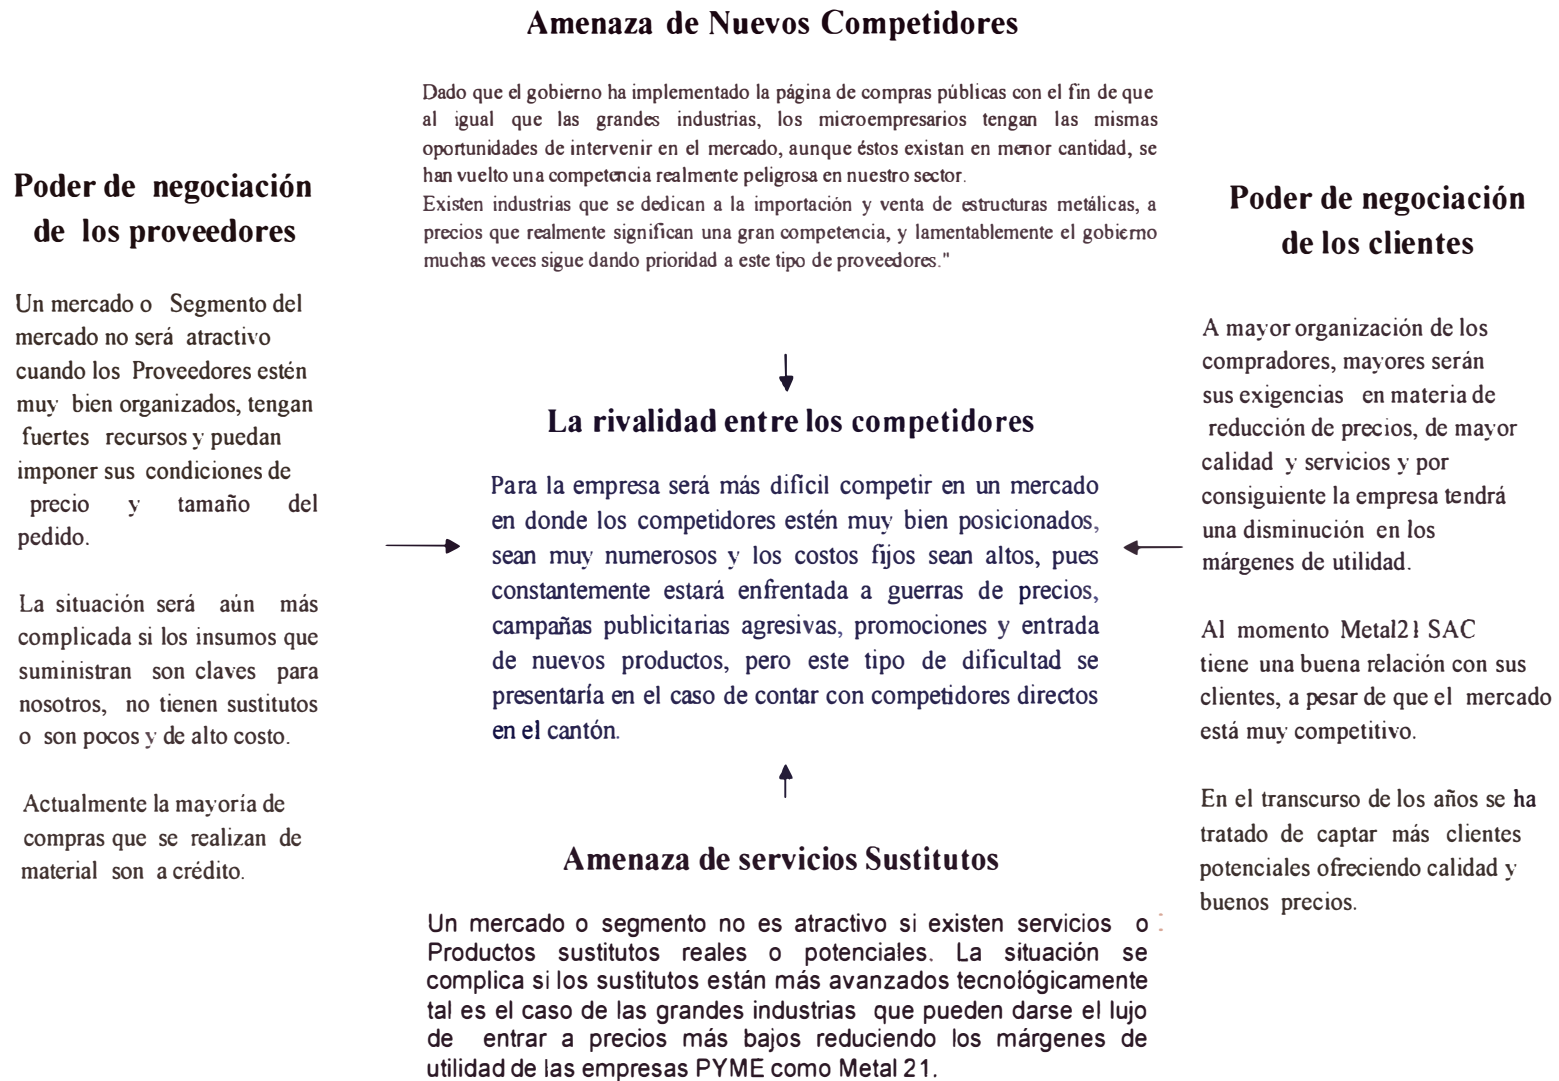 Amenaza de Nuevos Competidores
Dado que el gobierno ha implementado la página de compras públicas con el fin de que
al igual que las grandes industrias, los microempresarios tengan las mismas
oportunidades de intervenir en el mercado, aunque éstos existan en menor cantidad, se
han vuelto una competencia realmente peligrosa en nuestro sector.
Existen industrias que se dedican a la importación y venta de estructuras metálicas, a
precios que realmente significan una gran competencia, y lamentablemente el gobierno
muchas veces sigue dando prioridad a este tipo de proveedores."
Poder de negociación
de los proveedores
Un mercado o Segmento del
mercado no será atractivo
cuando los Proveedores estén
muy bien organizados, tengan
fuertes recursos y puedan
imponer sus condiciones de
precio y tamaño del
pedido.
La situación será aún más
complicada si los insumos que
suministran son claves para
nosotros, no tienen sustitutos
o son pocos y de alto costo.
Actualmente la mayoría de
compras que se realizan de
material son a crédito.
La rivalidad entre los competidores
Para la empresa será más difícil competir en un mercado
en donde los competidores estén muy bien posicionados,
sean muy numerosos y los costos fijos sean altos, pues
constantemente estará enfrentada a guerras de precios,
campañas publicitarias agresivas, promociones y entrada
de nuevos productos, pero este tipo de dificultad se
presentaría en el caso de contar con competidores directos
en el cantón.
Poder de negociación
de los clientes
A mayor organización de los
compradores, mayores serán
sus exigencias en materia de
reducción de precios, de mayor
calidad y servicios y por
consiguiente la empresa tendrá
una disminución en los
márgenes de utilidad.
Al momento Metal21 SAC
tiene una buena relación con sus
clientes, a pesar de que el mercado
está muy competitivo.
En el transcurso de los años se ha
tratado de captar más clientes
potenciales ofreciendo calidad y
buenos precios.
Amenaza de servicios Sustitutos
Un mercado o segmento no es atractivo si existen servicios o
Productos sustitutos reales o potenciales. La situación se
complica si los sustitutos están más avanzados tecnológicamente
tal es el caso de las grandes industrias que pueden darse el lujo
de entrar a precios más bajos reduciendo los márgenes de
utilidad de las empresas PYME como Metal 21.